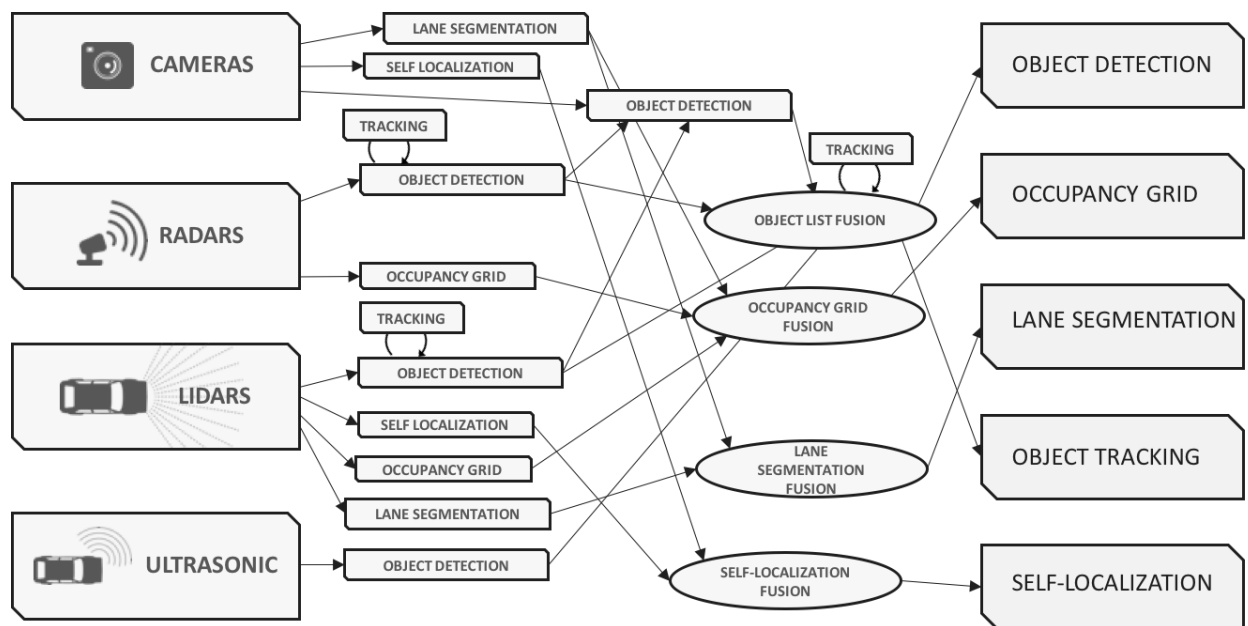 CAMERAS
RADARS
LIDARS
ULTRASONIC
LANE SEGMENTATION
SELF LOCALIZATION
OBJECT DETECTION
TRACKING
OBJECT DETECTION
OCCUPANCY GRID
TRACKING
OBJECT DETECTION
SELF LOCALIZATION
OCCUPANCY GRID
LANE SEGMENTATION
OBJECT DETECTION
TRACKING
OBJECT LIST FUSION
OCCUPANCY GRID
FUSION
LANE
SEGMENTATION
FUSION
SELF-LOCALIZATION
FUSION
OBJECT DETECTION
OCCUPANCY GRID
LANE SEGMENTATION
OBJECT TRACKING
SELF-LOCALIZATION